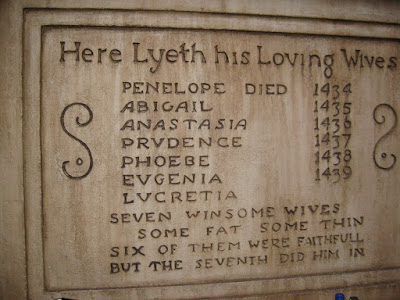 Here Lyeth his Loving Wives
PENELOPE DIED 1434
ABIGAIL 1435
ANASTASIA 1436
PRVDENCE 1437
PHOEBE 1438
EVGENIA 1439
LVCRETIA
SEVEN WINSOME WIVES
SOME FAT SOME THIN
SIX OF THEM WERE FAITHFULL
BUT THE SEVENTH DID HIM IN